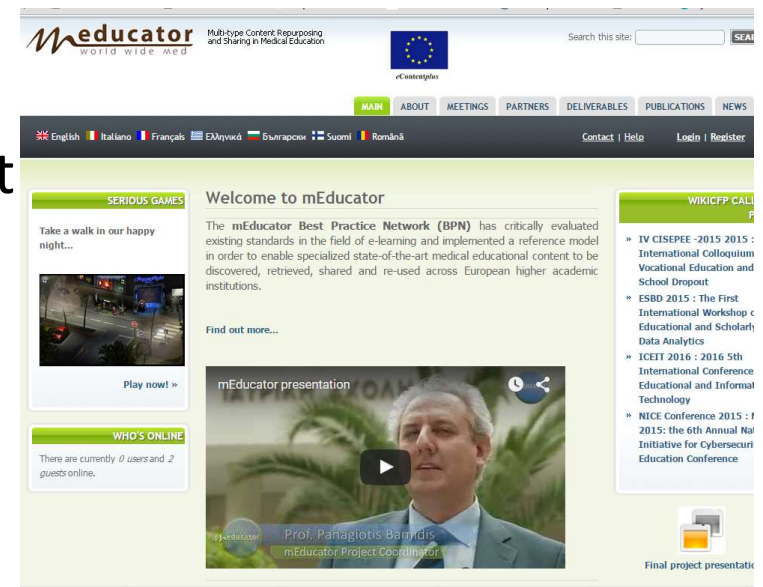 meducator
world wide med
Multi-type Content Repurposing
and Sharing in Medical Education
eContentplus
Search this site:
SEAR
MAIN ABOUT MEETINGS PARTNERS DELIVERABLES PUBLICATIONS NEWS
English Italiano Français Ελληνικά Български Suomi Română
Contact | Help Login | Register
t
SERIOUS GAMES
Take a walk in our happy
night...
Play now! »
WHO'S ONLINE
There are currently 0 users and 2
guests online.
Welcome to mEducator
The mEducator Best Practice Network (BPN) has critically evaluated
existing standards in the field of e-learning and implemented a reference model
in order to enable specialized state-of-the-art medical educational content to be
discovered, retrieved, shared and re-used across European higher academic
institutions.
Find out more...
mEducator presentation
ΙΑΤΡΙΚΗ ΣΧΟΛΗ
meducator
Prof. Panagiotis Bamidis
mEducator Project Coordinator
WIKICFP CALL
P
» IV CISEPEE -2015 2015 :
International Colloquium
Vocational Education and
School Dropout
» ESBD 2015 : The First
International Workshop o
Educational and Scholarly
Data Analytics
» ICEIT 2016 : 2016 5th
International Conference
Educational and Informat
Technology
» NICE Conference 2015 :
2015: the 6th Annual Nat
Initiative for Cybersecurit
Education Conference
Final project presentatio